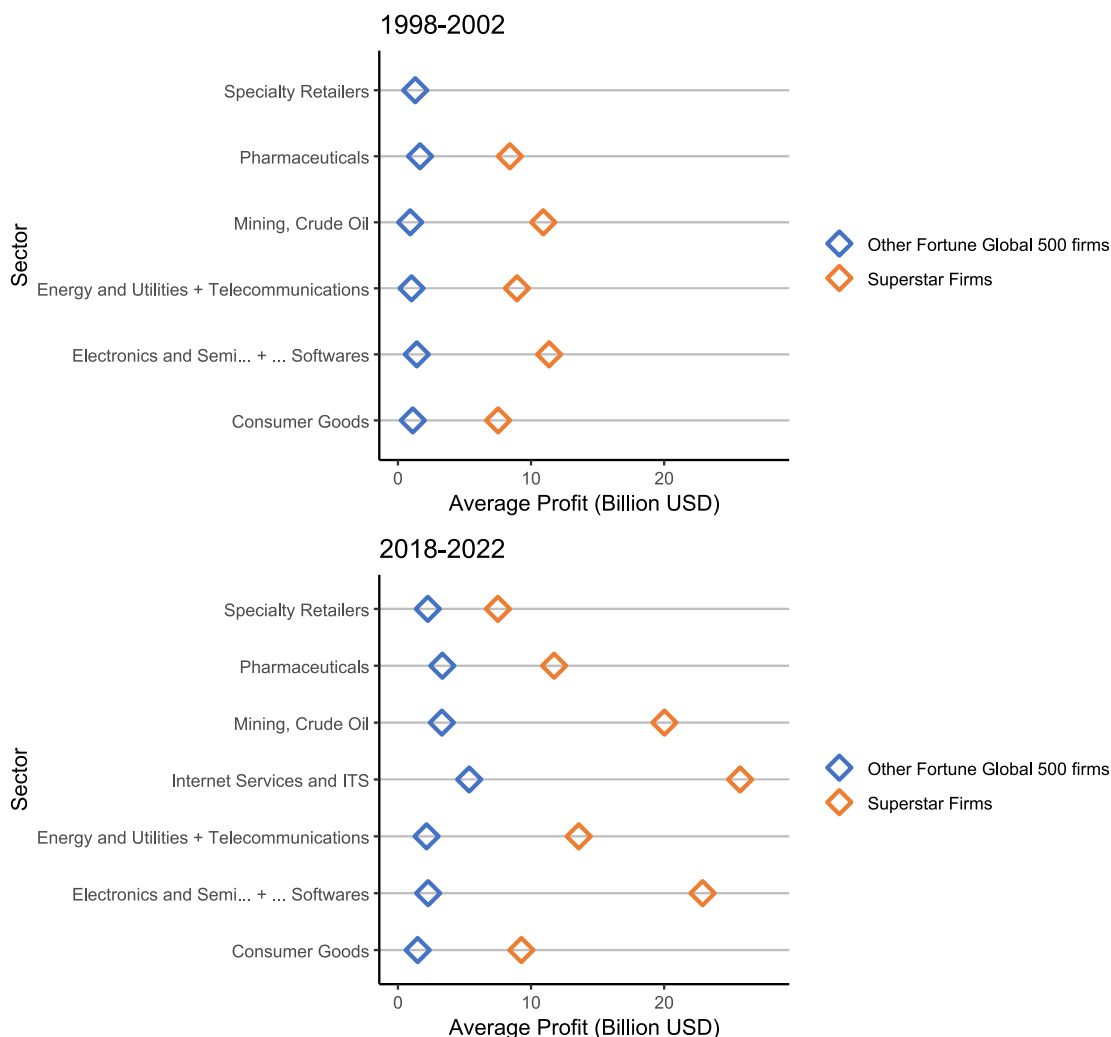 1998-2002
Sector
Specialty Retailers
Pharmaceuticals
Mining, Crude Oil
Energy and Utilities + Telecommunications
Electronics and Semi... + ... Softwares
Consumer Goods
0 10 20
Average Profit (Billion USD)
Other Fortune Global 500 firms
Superstar Firms
2018-2022
Sector
Specialty Retailers
Pharmaceuticals
Mining, Crude Oil
Internet Services and ITS
Energy and Utilities + Telecommunications
Electronics and Semi... + ... Softwares
Consumer Goods
0 10 20
Average Profit (Billion USD)
Other Fortune Global 500 firms
Superstar Firms